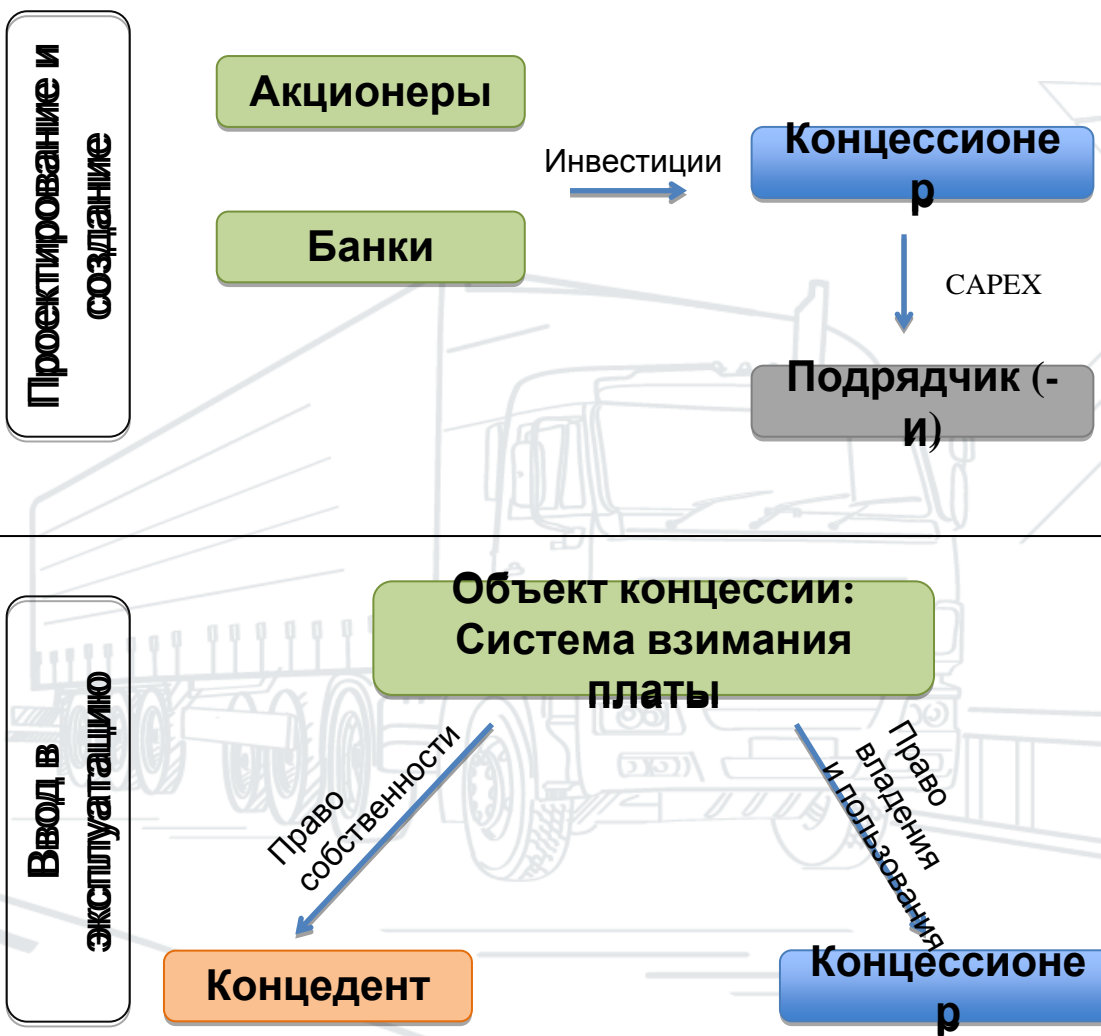 Проектирование и
создание
Акционеры
Инвестиции
Концессионе
р
Банки
CAPEX
Подрядчик (-
и)
Ввод в
эксплуатацию
Объект концессии:
Система взимания
платы
Право
собственности
Право
владения
и пользования
Концедент
Концессионе
р